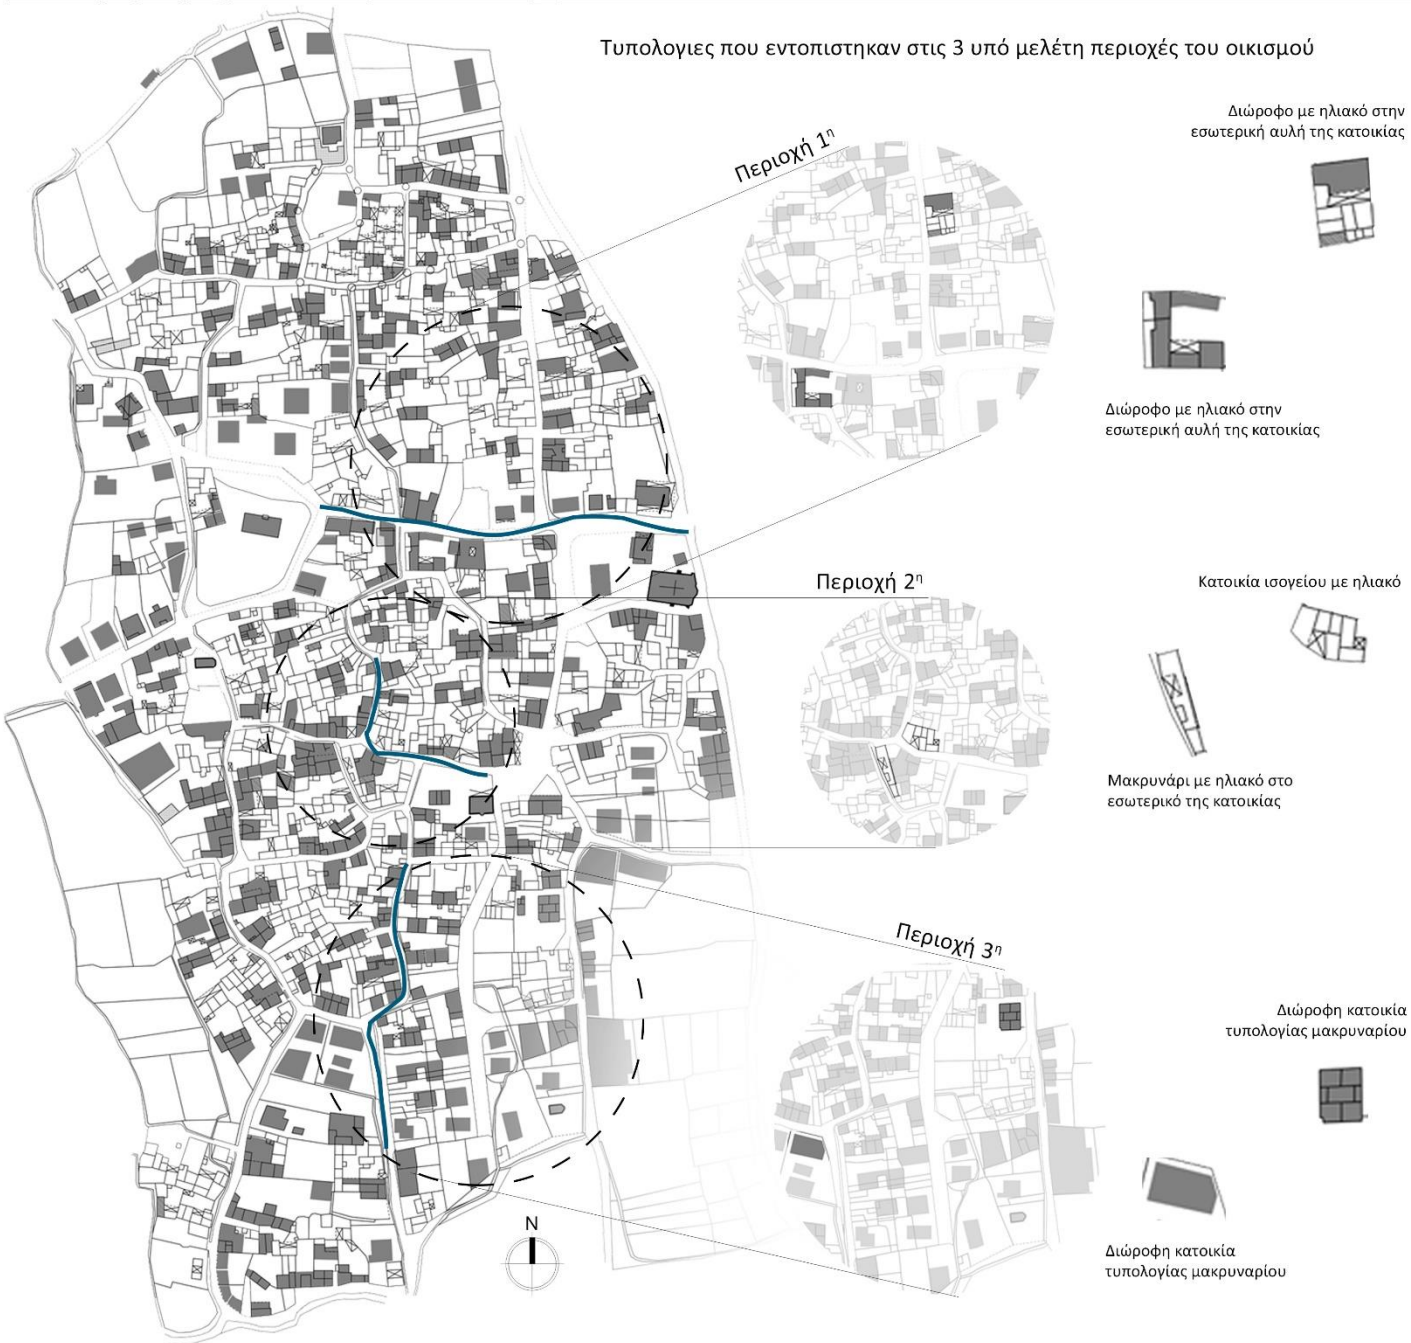 Τυπολογιες που εντοπιστηκαν στις 3 υπό μελέτη περιοχές του οικισμού
Διώροφο με ηλιακό στην
εσωτερική αυλή της κατοικίας
Περιοχή 1η
Διώροφο με ηλιακό στην
εσωτερική αυλή της κατοικίας
Περιοχή 2η
Κατοικία ισογείου με ηλιακό
Μακρυνάρι με ηλιακό στο
εσωτερικό της κατοικίας
Περιοχή 3η
Διώροφη κατοικία
τυπολογίας μακρυναρίου
N
Διώροφη κατοικία
τυπολογίας μακρυναρίου